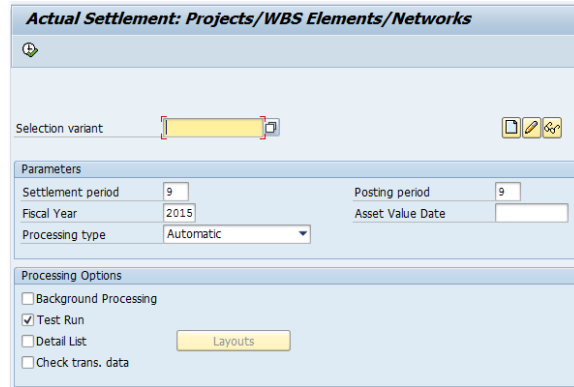 Actual Settlement: Projects/WBS Elements/Networks
Selection variant
Parameters
Settlement period 9 Posting period 9
Fiscal Year 2015 Asset Value Date
Processing type Automatic
Processing Options
Background Processing
Test Run
Detail List Layouts
Check trans. data